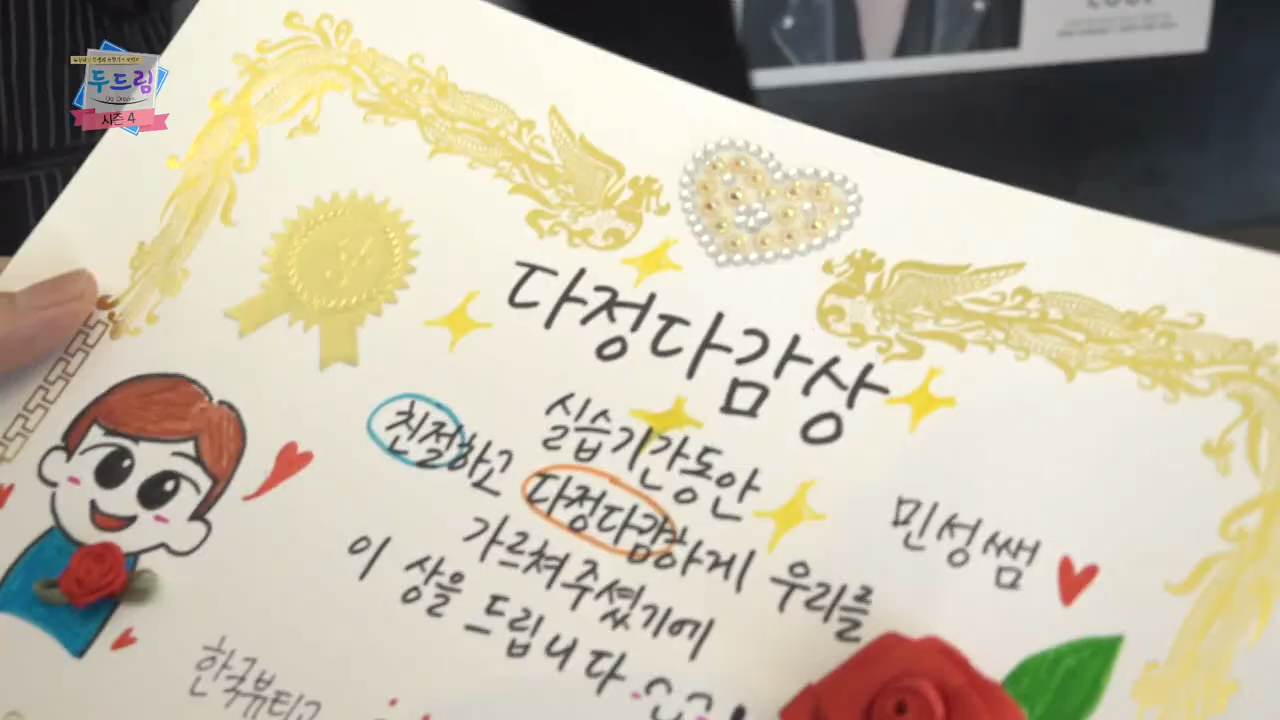 두드림
Do Dream
시즌 4
다정다감상
민성쌤
실습기간동안
친절하고 다정다감하게 우리를
가르쳐주셨기에
이 상을 드립니다
한국뷰티고